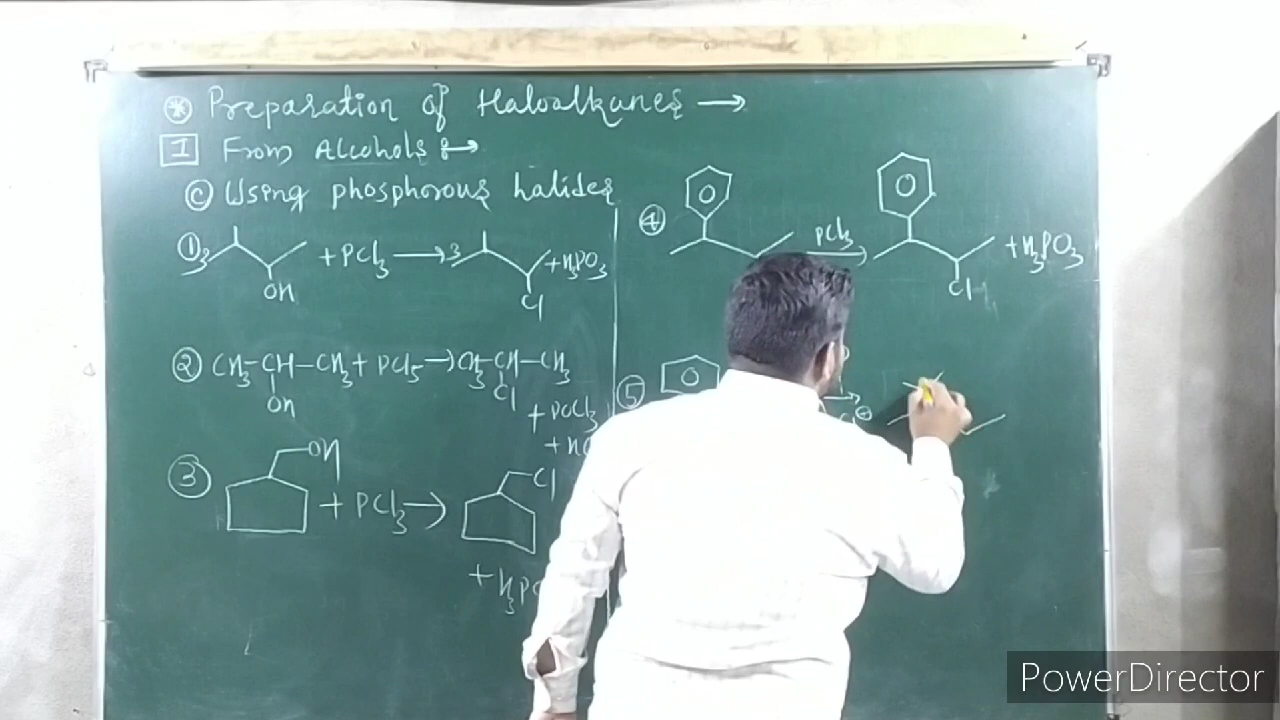 ⊛ Preparation of Haloalkanes →
I From Alcohols :→
(C) Using phosphorous halides
① 3 OH + PCl3 → 3 Cl + H3PO3
② CH3-CH-CH3 + PCl5 → CH3-CH-CH3
OH Cl
+ POCl3
③ OH + PCl3 → Cl
④ PCl3 → Cl + H3PO3
⑤
PowerDirector